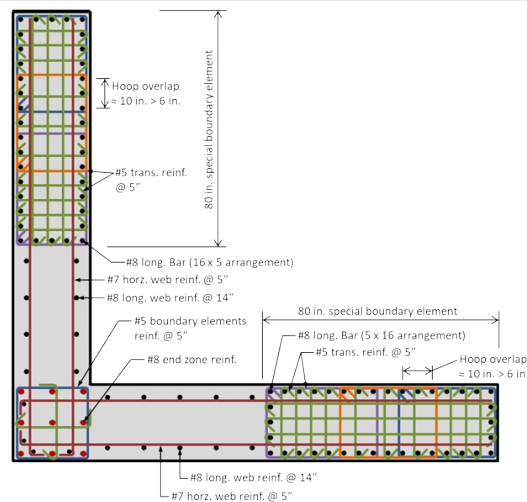 Hoop overlap
≈ 10 in. > 6 in.
80 in. special boundary element
#5 trans. reinf.
@ 5”
#8 long. Bar (16 x 5 arrangement)
#7 horz. web reinf. @ 5”
#8 long. web reinf. @ 14”
80 in. special boundary element
#5 boundary elements
reinf. @ 5”
#8 long. Bar (5 x 16 arrangement)
#5 trans. reinf. @ 5”
#8 end zone reinf.
Hoop overlap
≈ 10 in. > 6 in.
#8 long. web reinf. @ 14”
#7 horz. web reinf. @ 5”